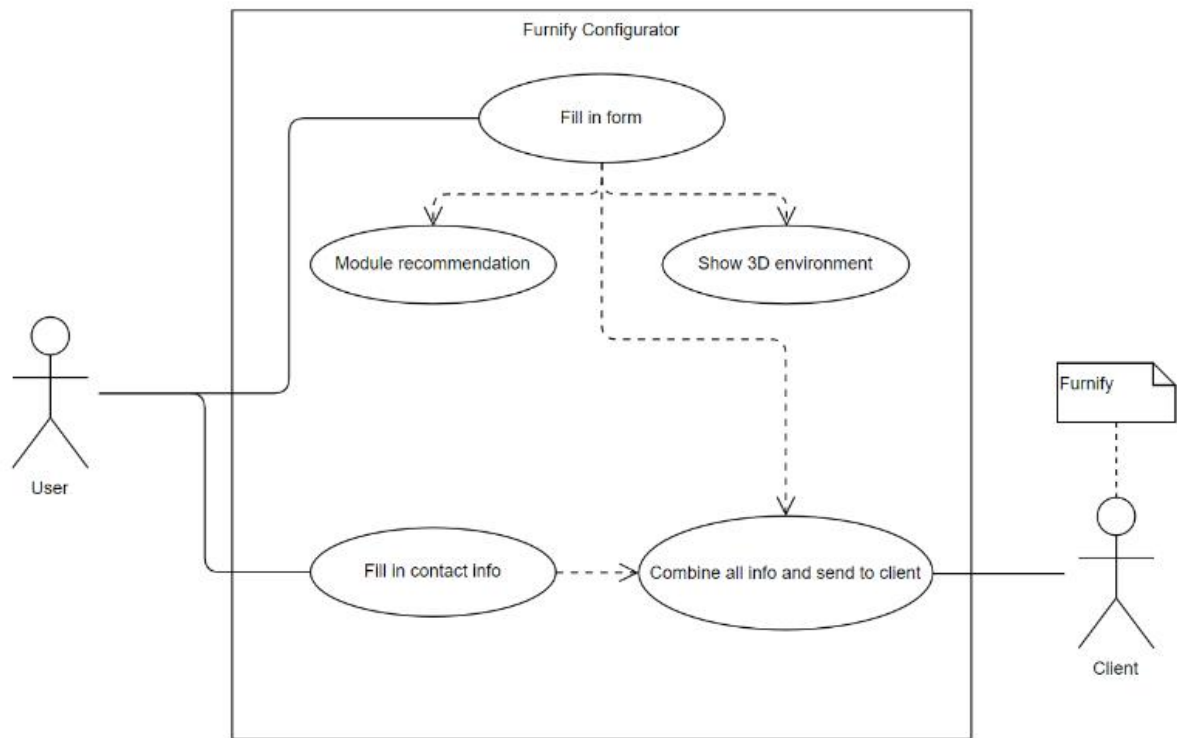 Furnify Configurator
Fill in form
Module recommendation
Show 3D environment
Furnify
User
Fill in contact info
Combine all info and send to client
Client